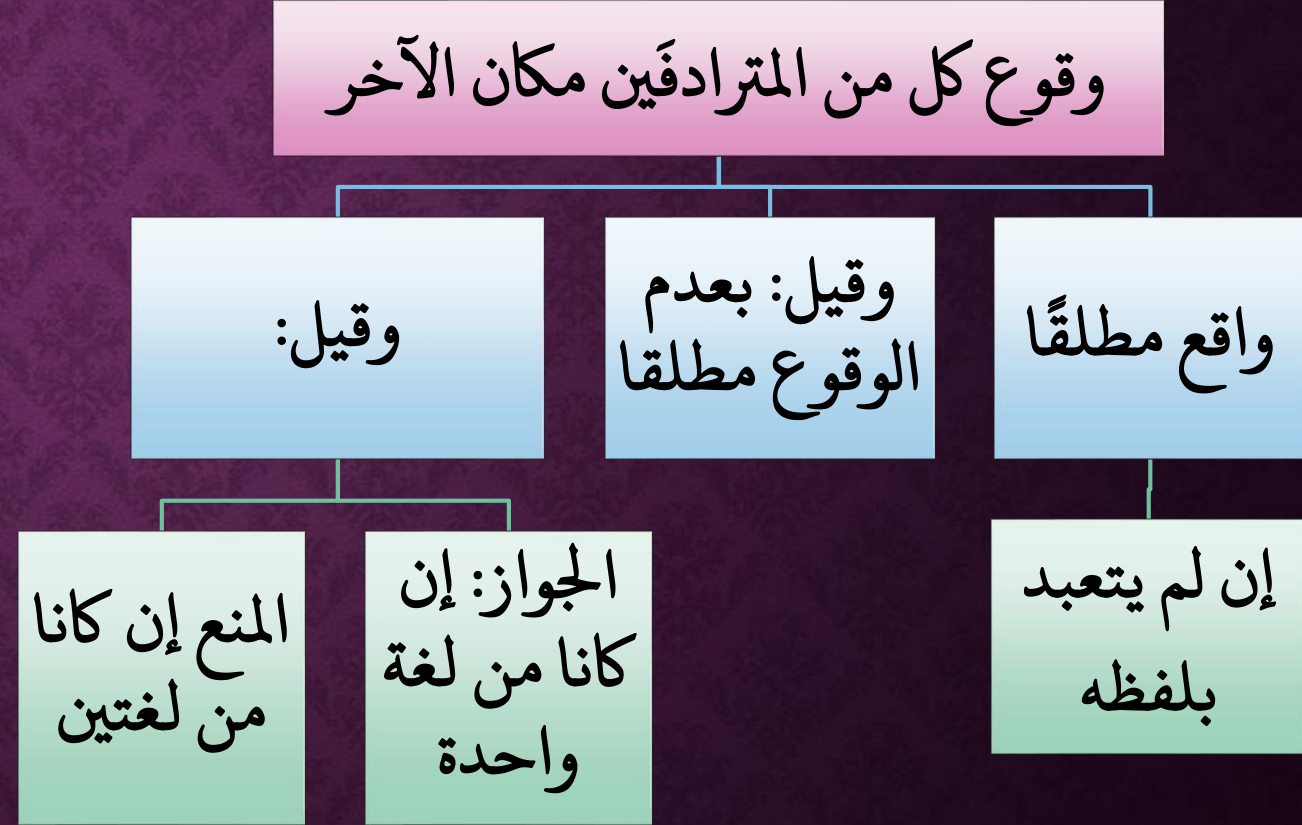 وقوع كل من المترادفَين مكان الآخر
واقع مطلقًا
وقيل: بعدم
الوقوع مطلقا
وقيل:
إن لم يتعبد
بلفظه
الجواز: إن
كانا من لغة
واحدة
المنع إن كانا
من لغتين